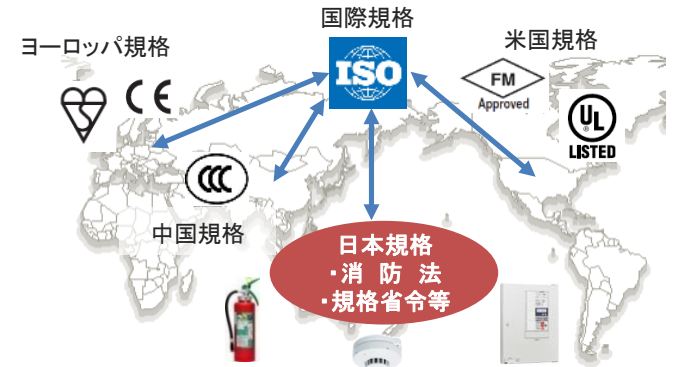 国際規格
ヨーロッパ規格
米国規格
ISO
FM
Approved
CE
UL
LISTED
CCC
中国規格
日本規格
・消 防 法
・規格省令等